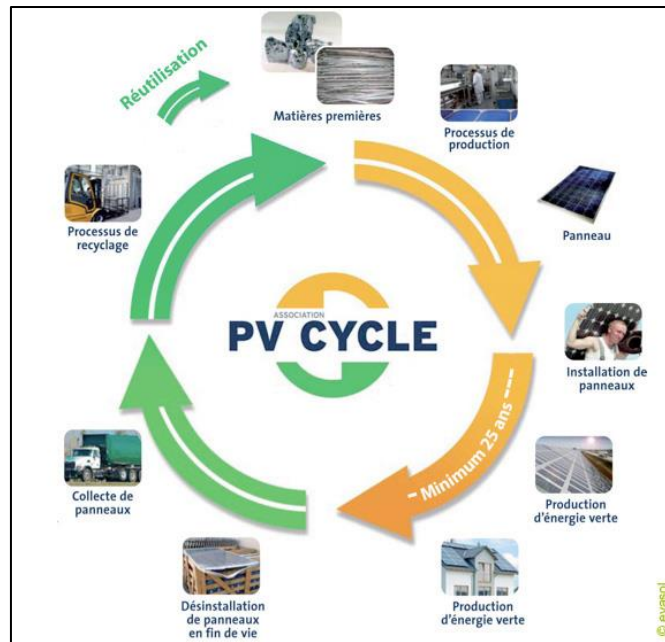 Réutilisation
Matières premières
Processus de
production
Panneau
Installation de
panneaux
Production
d'énergie verte
Production
d'énergie verte
Minimum 25 ans
Désinstallation
de panneaux
en fin de vie
Collecte de
panneaux
Processus de
recyclage
ASSOCIATION
PV CYCLE
© evasol